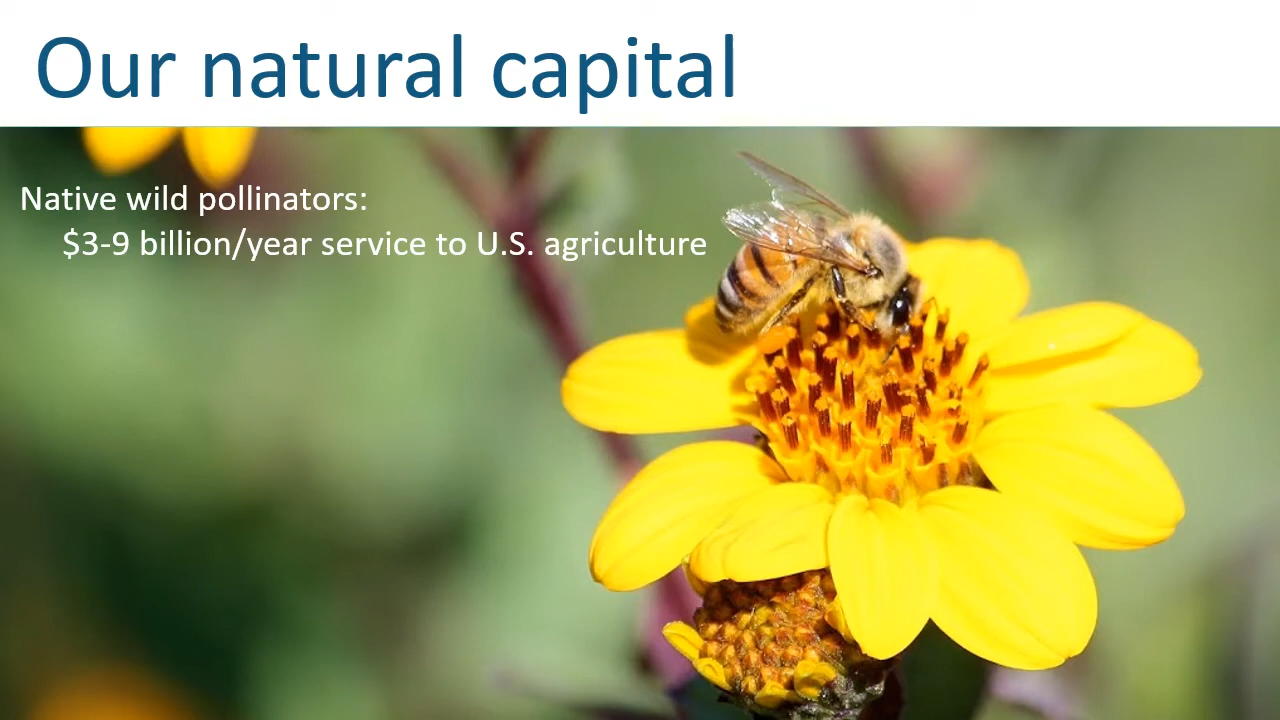 Our natural capital
Native wild pollinators:
$3-9 billion/year service to U.S. agriculture